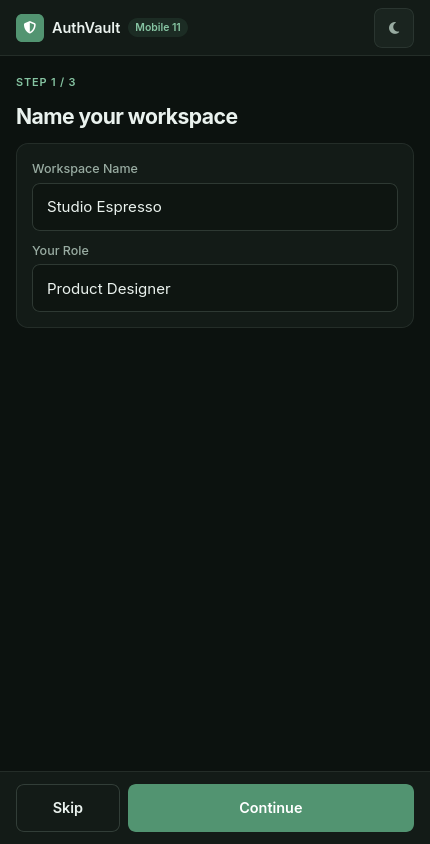 AuthVault Mobile 11
STEP 1 / 3
Name your workspace
Workspace Name
Studio Espresso
Your Role
Product Designer
Skip Continue